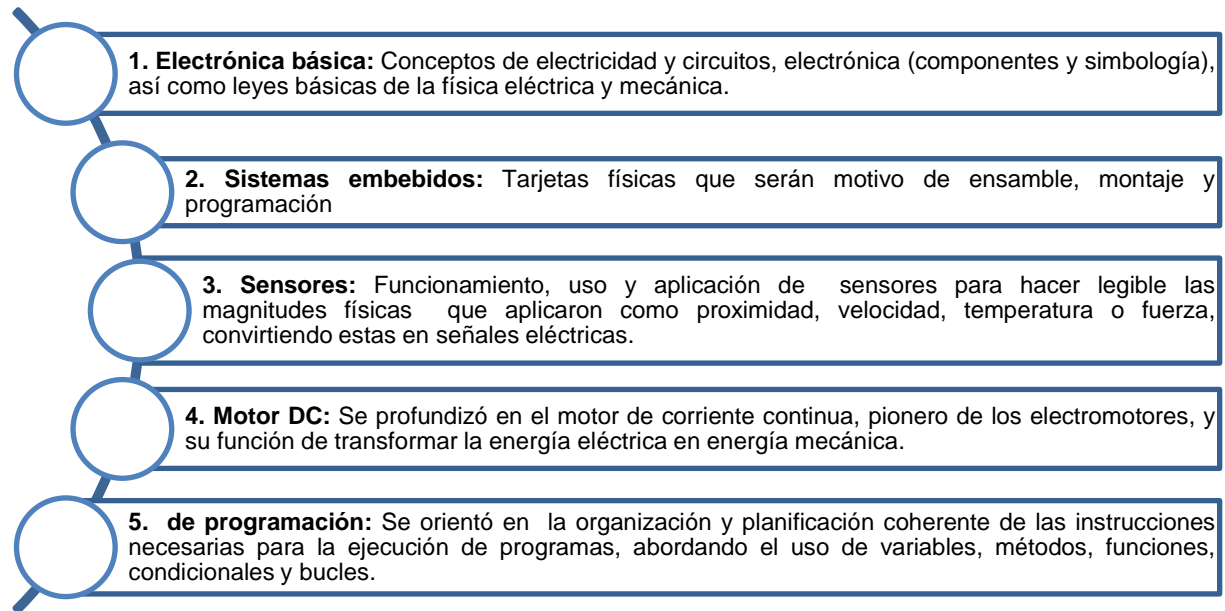 1. Electrónica básica: Conceptos de electricidad y circuitos, electrónica (componentes y simbología),
así como leyes básicas de la física eléctrica y mecánica.
2. Sistemas embebidos: Tarjetas físicas que serán motivo de ensamble, montaje y
programación
3. Sensores: Funcionamiento, uso y aplicación de sensores para hacer legible las
magnitudes físicas que aplicaron como proximidad, velocidad, temperatura o fuerza,
convirtiendo estas en señales eléctricas.
4. Motor DC: Se profundizó en el motor de corriente continua, pionero de los electromotores, y
su función de transformar la energía eléctrica en energía mecánica.
5. de programación: Se orientó en la organización y planificación coherente de las instrucciones
necesarias para la ejecución de programas, abordando el uso de variables, métodos, funciones,
condicionales y bucles.